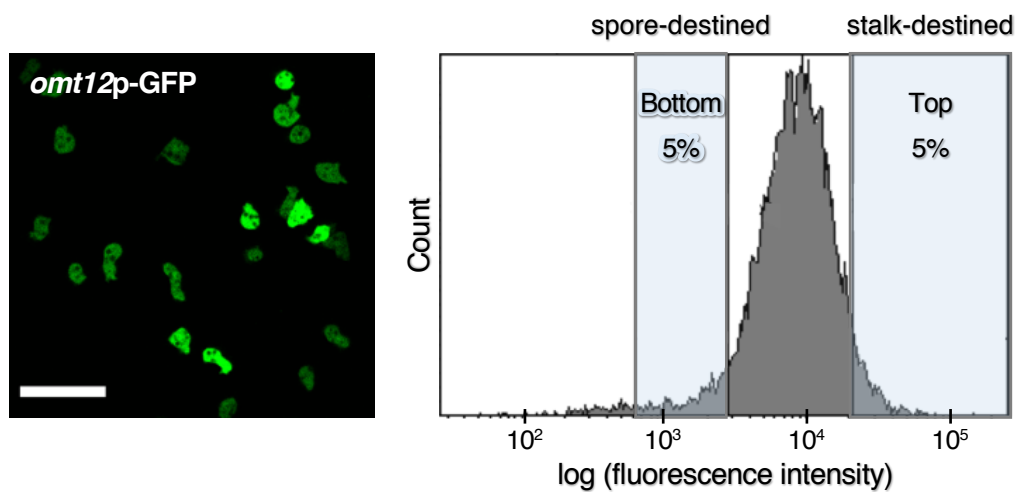 omt12p-GFP
spore-destined stalk-destined
Bottom
5%
Top
5%
Count
10² 10³ 10⁴ 10⁵
log (fluorescence intensity)